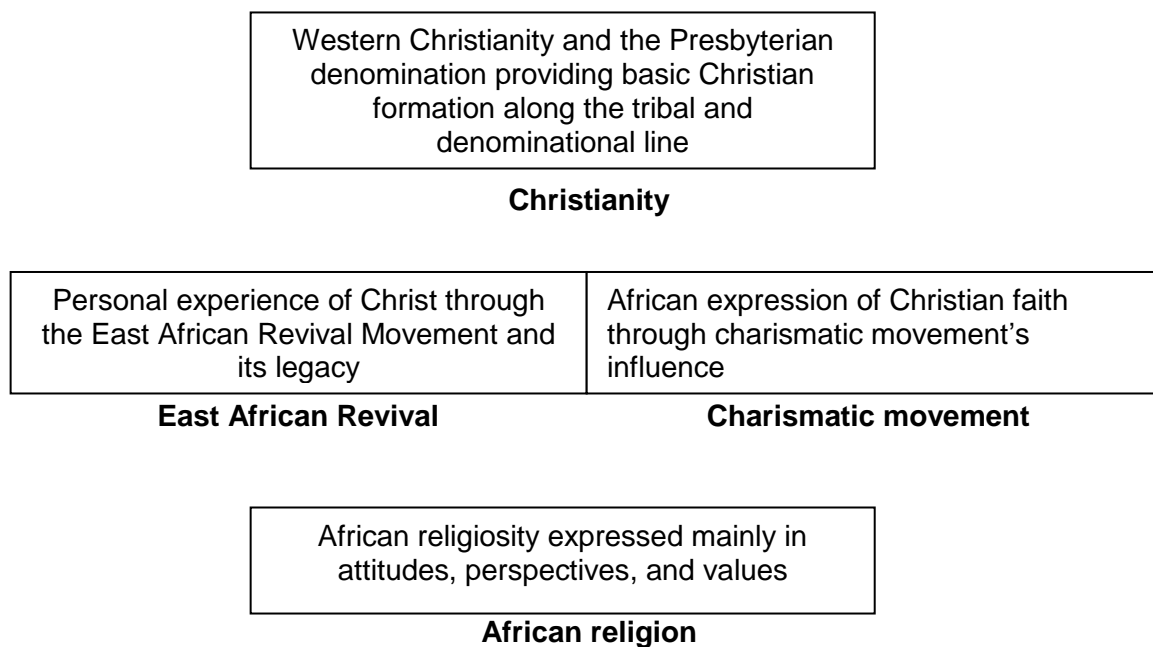 Western Christianity and the Presbyterian
denomination providing basic Christian
formation along the tribal and
denominational line
Christianity
Personal experience of Christ through
the East African Revival Movement and
its legacy
East African Revival
African expression of Christian faith
through charismatic movement’s
influence
Charismatic movement
African religiosity expressed mainly in
attitudes, perspectives, and values
African religion